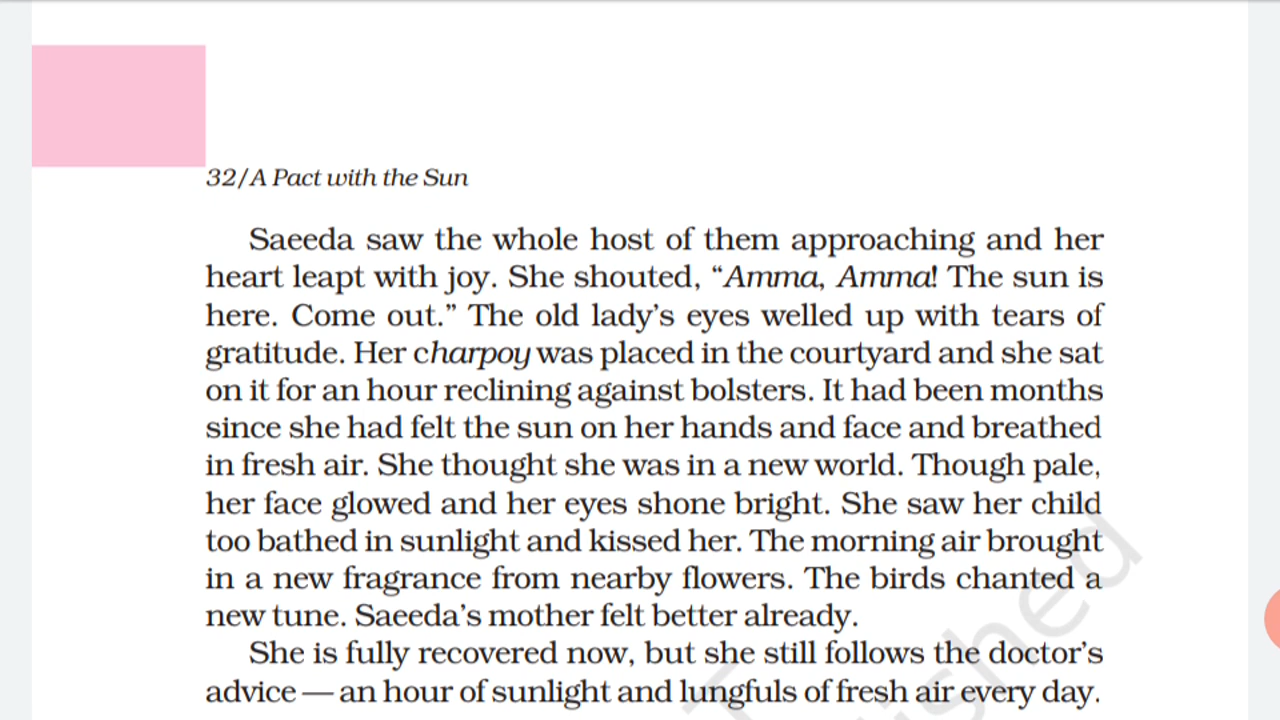 32/A Pact with the Sun
Saeeda saw the whole host of them approaching and her
heart leapt with joy. She shouted, “Amma, Amma! The sun is
here. Come out.” The old lady’s eyes welled up with tears of
gratitude. Her charpoy was placed in the courtyard and she sat
on it for an hour reclining against bolsters. It had been months
since she had felt the sun on her hands and face and breathed
in fresh air. She thought she was in a new world. Though pale,
her face glowed and her eyes shone bright. She saw her child
too bathed in sunlight and kissed her. The morning air brought
in a new fragrance from nearby flowers. The birds chanted a
new tune. Saeeda’s mother felt better already.
She is fully recovered now, but she still follows the doctor’s
advice — an hour of sunlight and lungfuls of fresh air every day.